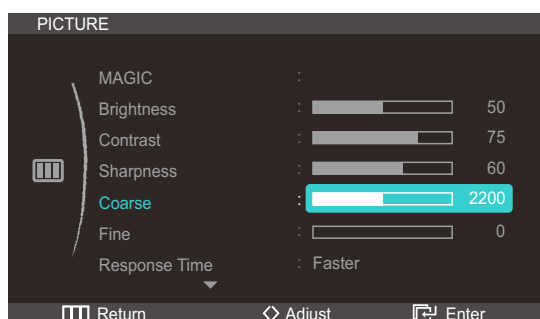 PICTURE
MAGIC :
Brightness : 50
Contrast : 75
Sharpness : 60
Coarse : 2200
Fine : 0
Response Time : Faster
Return Adjust Enter